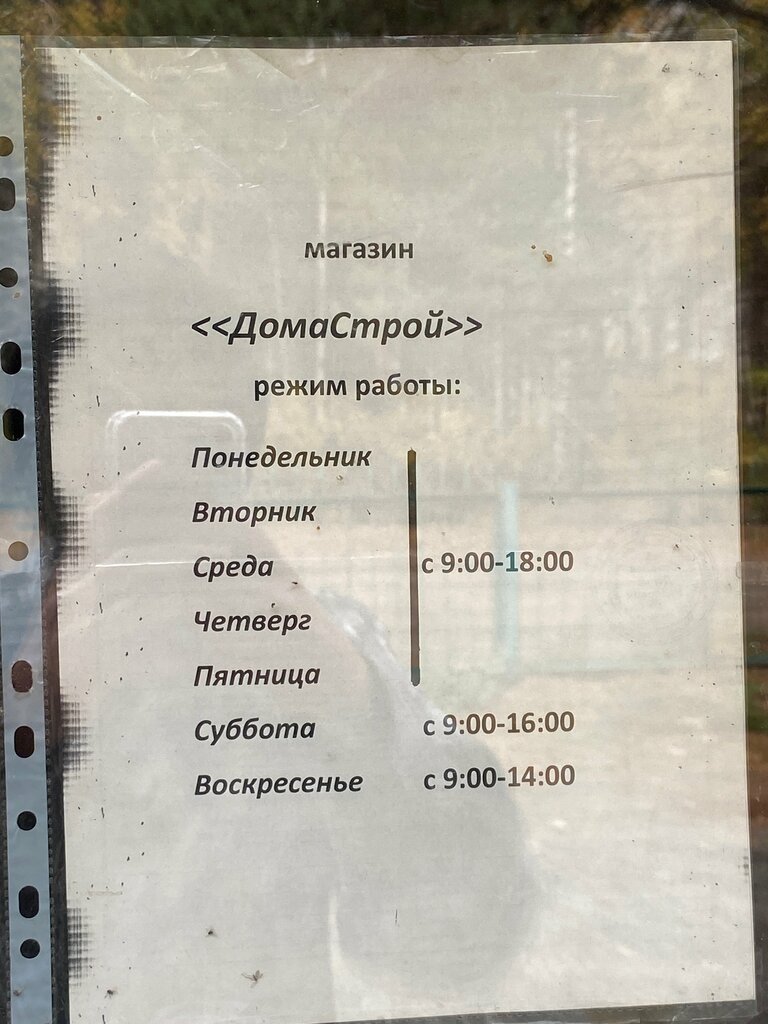 магазин
<<ДомаСтрой>>
режим работы:
Понедельник
Вторник
Среда с 9:00-18:00
Четверг
Пятница
Суббота с 9:00-16:00
Воскресенье с 9:00-14:00